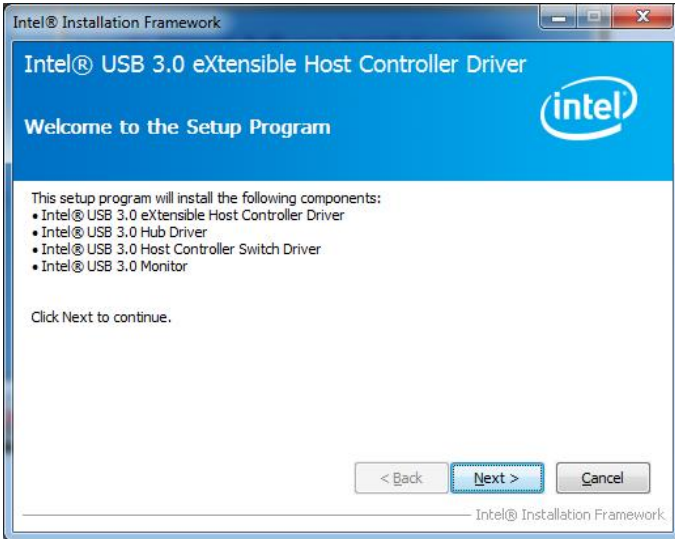 Intel® Installation Framework
Intel® USB 3.0 eXtensible Host Controller Driver
intel
Welcome to the Setup Program
This setup program will install the following components:
• Intel® USB 3.0 eXtensible Host Controller Driver
• Intel® USB 3.0 Hub Driver
• Intel® USB 3.0 Host Controller Switch Driver
• Intel® USB 3.0 Monitor
Click Next to continue.
< Back Next > Cancel
Intel® Installation Framework